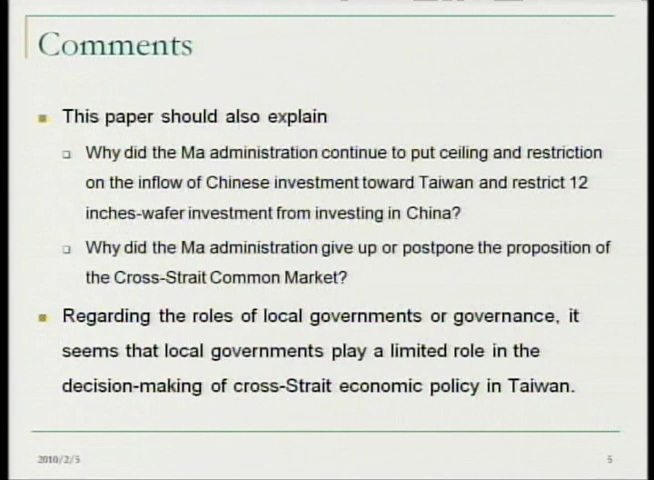 Comments
This paper should also explain
Why did the Ma administration continue to put ceiling and restriction
on the inflow of Chinese investment toward Taiwan and restrict 12
inches-wafer investment from investing in China?
Why did the Ma administration give up or postpone the proposition of
the Cross-Strait Common Market?
Regarding the roles of local governments or governance, it
seems that local governments play a limited role in the
decision-making of cross-Strait economic policy in Taiwan.
2010/2/5
5